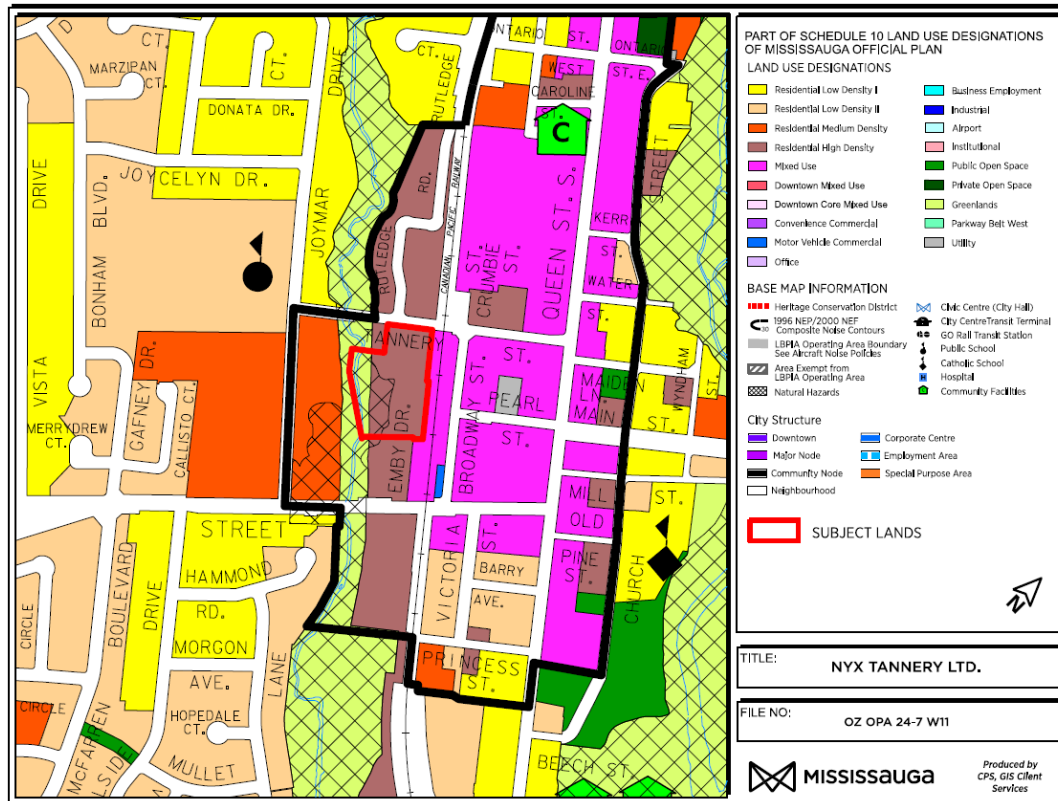 D
CT.
MARZIPAN
CT.
CT.
DONATA DR.
DRIVE
JOYCELYN DR.
BLVD.
BONHAM
DRIVE
VISTA
JOYMAR
DR.
GAFNEY
CALLISTO CT.
MERRYDREW
CT.
CT.
RUTLEDGE
RD.
RUTLEDGE
CANADIAN PACIFIC RAILWAY
ONTARIO
ST.
ONTARIO
ST. E.
WEST
CAROLINE
ST.
C
STREET
QUEEN ST. S.
KERR
ST.
WATER
ST.
CRUMBIE
ST.
ST.
TANNERY
ST.
PEARL
ST.
MAIDEN
LN.
MAIN
ST.
WYNDHAM
ST.
EMBY DR.
BROADWAY ST.
MILL
ST.
OLD
PINE
ST.
CHURCH
STREET
HAMMOND
RD.
MORGON
AVE.
HOPEDALE
CT.
MULLET
LANE
BOULEVARD
DRIVE
CIRCLE
CIRCLE
MCFARREN
LLSIDE
VICTORIA
ST.
BARRY
AVE.
PRINCESS
ST.
BEECH ST.
PART OF SCHEDULE 10 LAND USE DESIGNATIONS
OF MISSISSAUGA OFFICIAL PLAN
LAND USE DESIGNATIONS
Residential Low Density I
Residential Low Density II
Residential Medium Density
Residential High Density
Mixed Use
Downtown Mixed Use
Downtown Core Mixed Use
Convenience Commercial
Motor Vehicle Commercial
Office
Business Employment
Industrial
Airport
Institutional
Public Open Space
Private Open Space
Greenlands
Parkway Belt West
Utility
BASE MAP INFORMATION
Heritage Conservation District
1996 NEP/2000 NEF
Composite Noise Contours
LBPIA Operating Area Boundary
See Aircraft Noise Policies
Area Exempt from
LBPIA Operating Area
Natural Hazards
Civic Centre (City Hall)
City Centre Transit Terminal
GO Rail Transit Station
Public School
Catholic School
H Hospital
Community Facilities
City Structure
Downtown
Major Node
Community Node
Neighbourhood
Corporate Centre
Employment Area
Special Purpose Area
SUBJECT LANDS
N
TITLE:
NYX TANNERY LTD.
FILE NO:
OZ OPA 24-7 W11
MISSISSAUGA
Produced by
CPS, GIS Client
Services